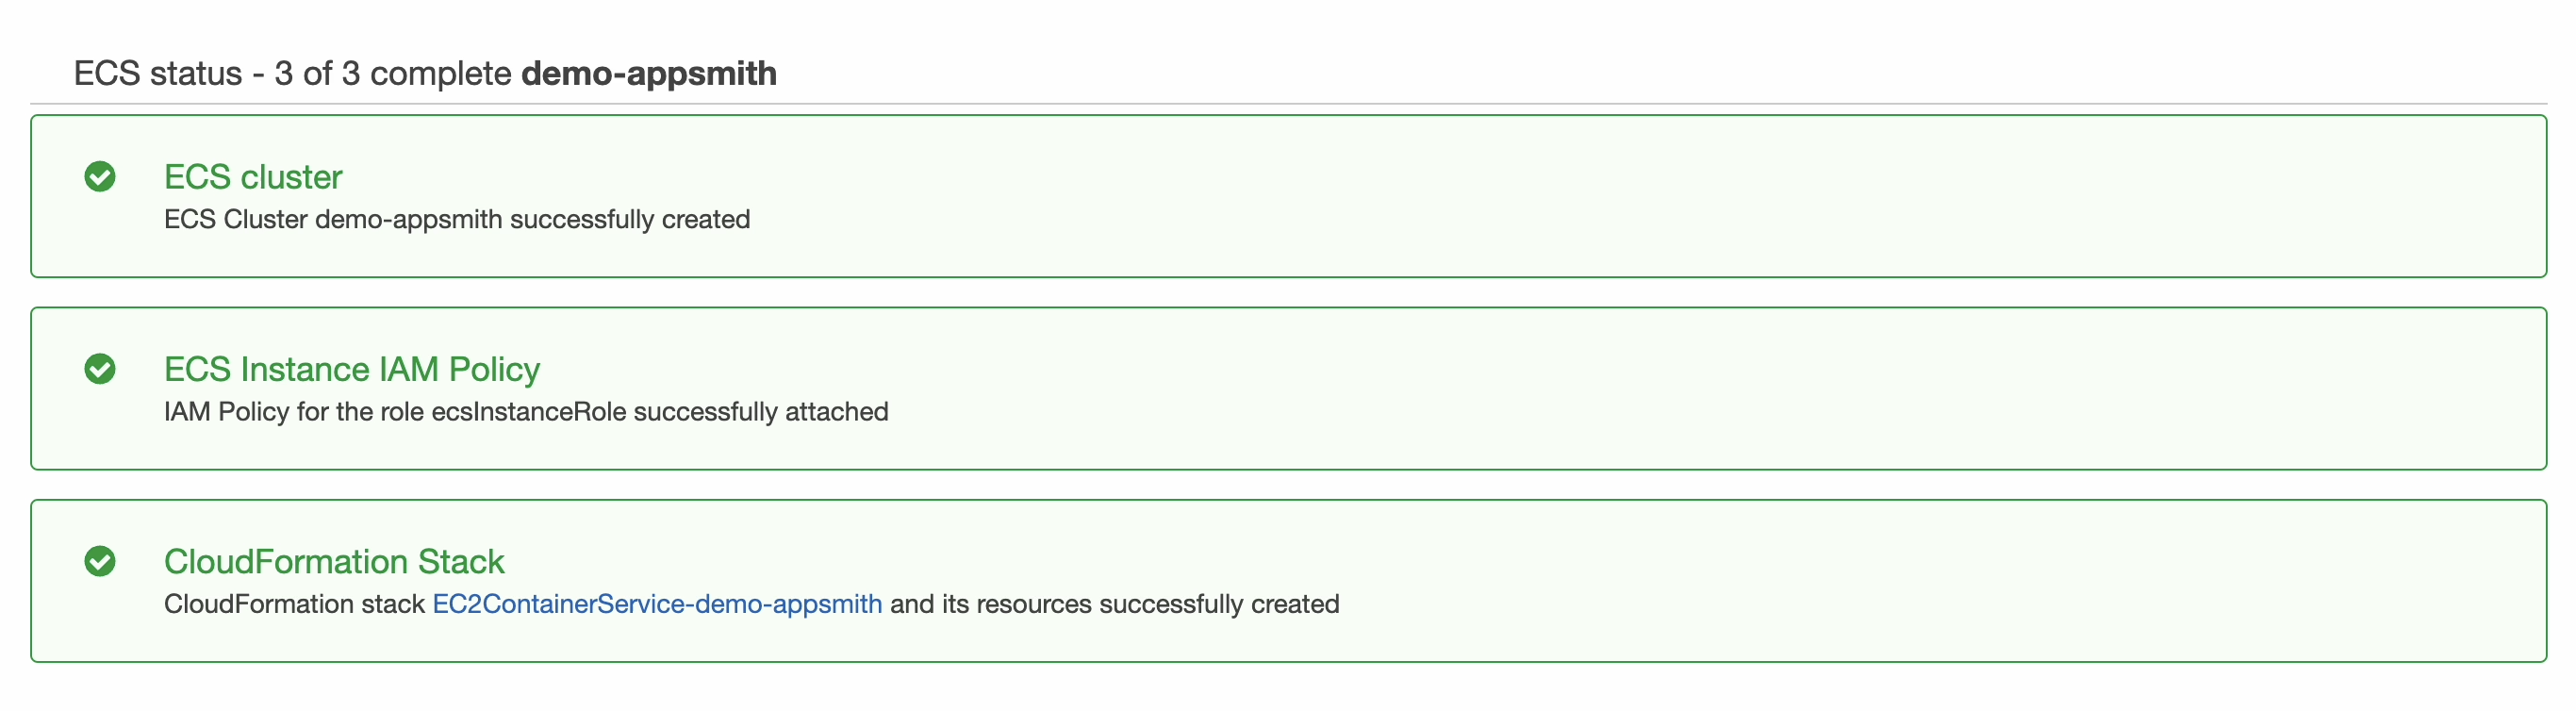 ECS status - 3 of 3 complete demo-appsmith
ECS cluster
ECS Cluster demo-appsmith successfully created
ECS Instance IAM Policy
IAM Policy for the role ecsInstanceRole successfully attached
CloudFormation Stack
CloudFormation stack EC2ContainerService-demo-appsmith and its resources successfully created